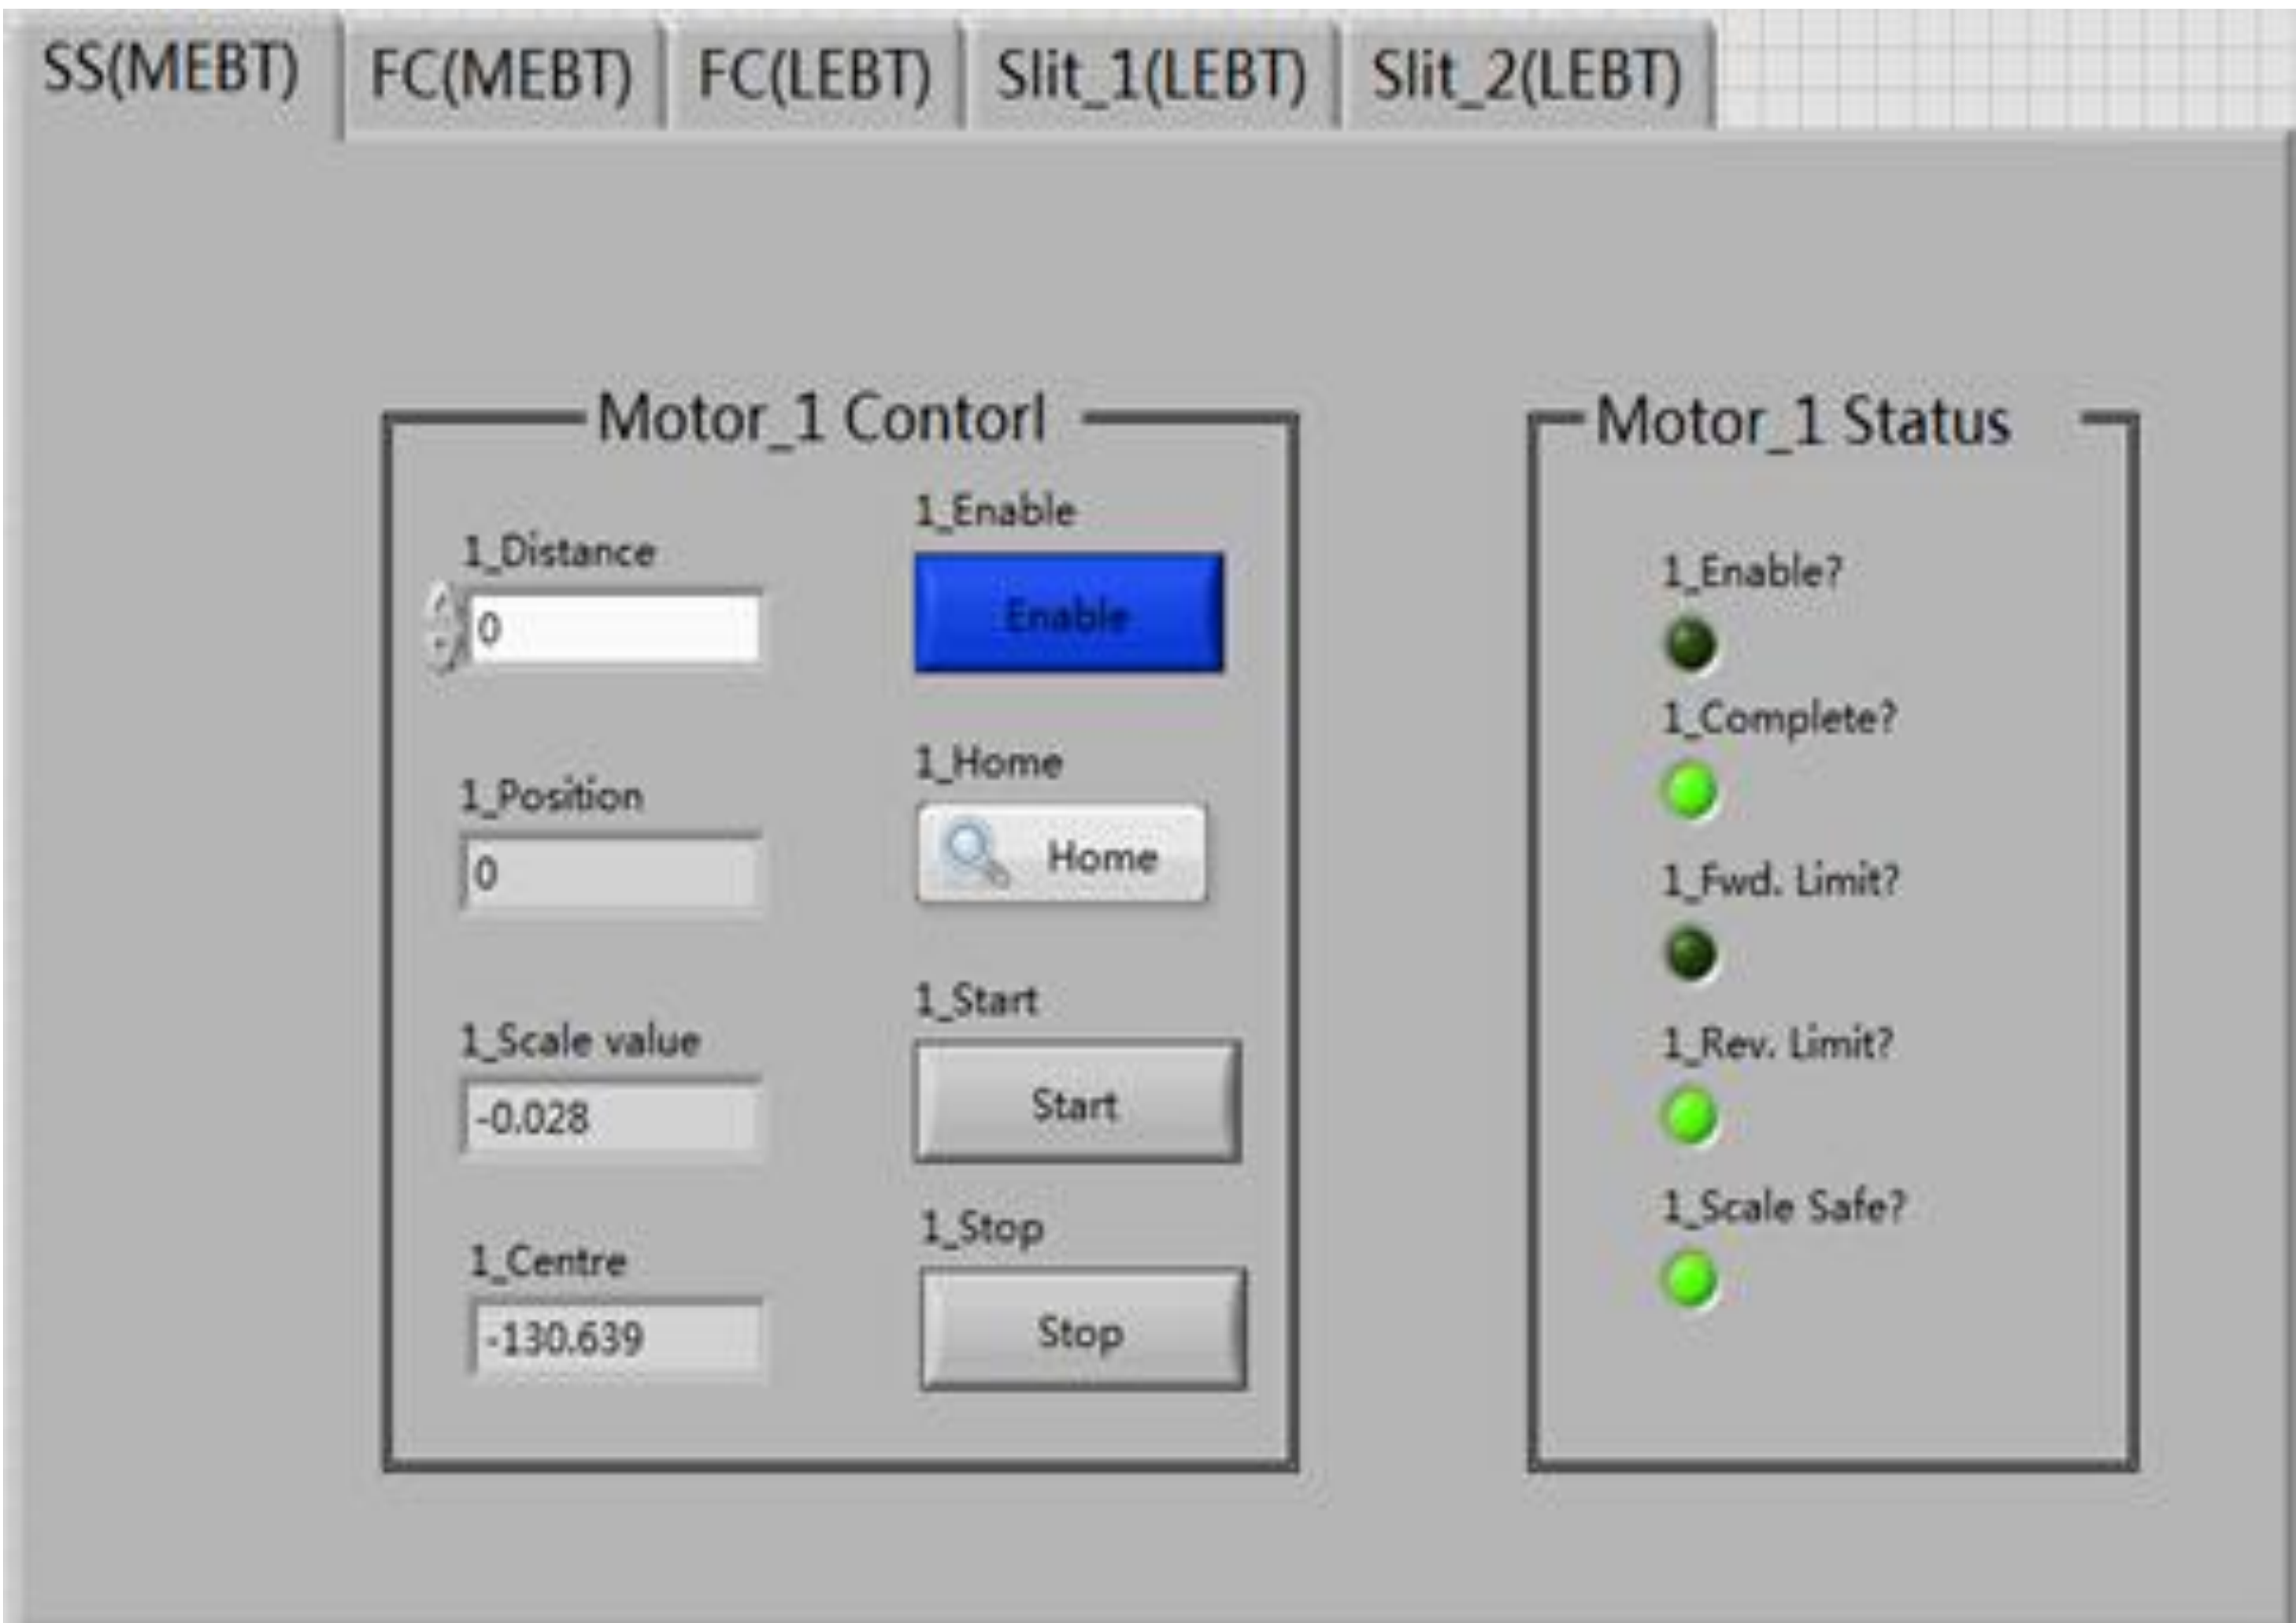 SS(MEBT) FC(MEBT) FC(LEBT) Slit_1(LEBT) Slit_2(LEBT)
Motor_1 Contorl
1_Distance
0
1_Position
0
1_Scale value
-0.028
1_Centre
-130.639
1_Enable
Enable
1_Home
Home
1_Start
Start
1_Stop
Stop
Motor_1 Status
1_Enable?
1_Complete?
1_Fwd. Limit?
1_Rev. Limit?
1_Scale Safe?